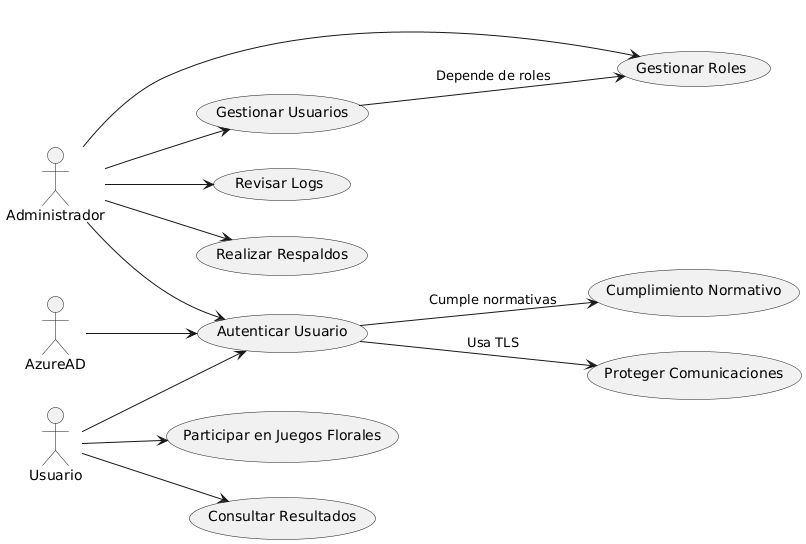 Gestionar Roles
Depende de roles
Gestionar Usuarios
Revisar Logs
Administrador
Realizar Respaldos
Cumplimiento Normativo
Cumple normativas
Autenticar Usuario
Usa TLS
AzureAD
Proteger Comunicaciones
Participar en Juegos Florales
Usuario
Consultar Resultados